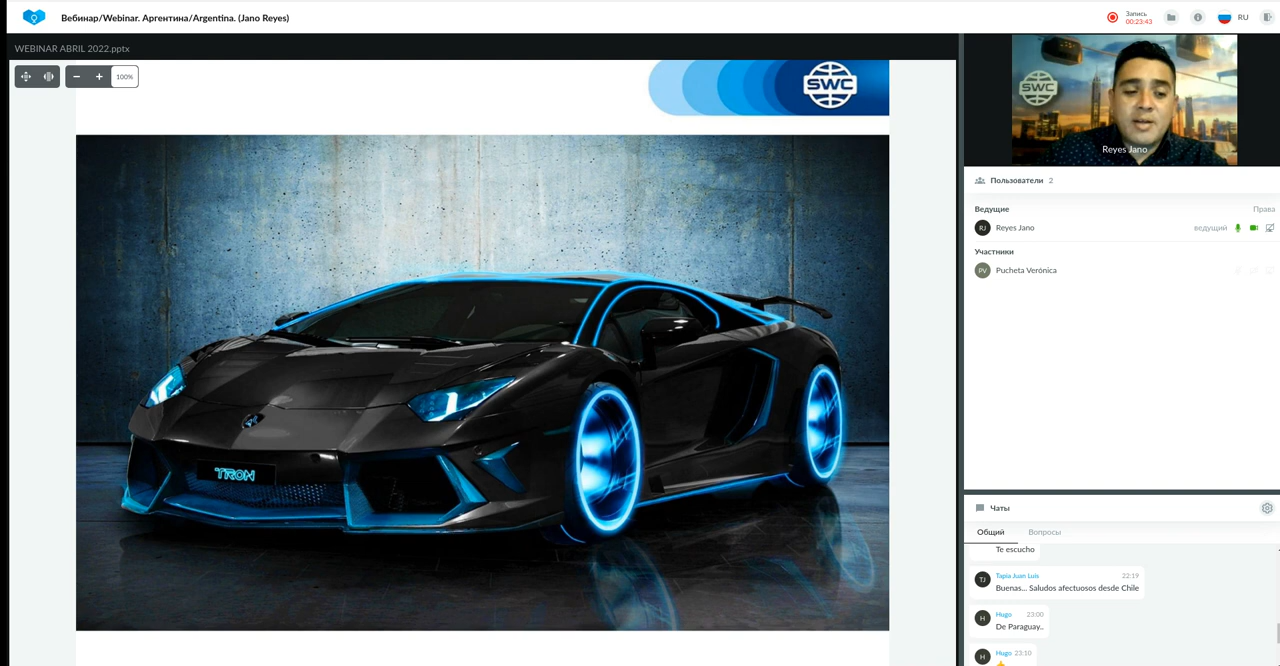 Вебинар/Webinar. Аргентина/Argentina. (Jano Reyes)
Запись
00:23:43
RU
WEBINAR ABRIL 2022.pptx
100%
SWC
TRON
SWC
Reyes Jano
Пользователи 2
Ведущие Права
RJ Reyes Jano ведущий
Участники
PV Pucheta Verónica
Чаты
Общий Вопросы
Te escucho
TJ Tapia Juan Luis 22:19
Buenas... Saludos afectuosos desde Chile
H Hugo 23:00
De Paraguay..
H Hugo 23:10